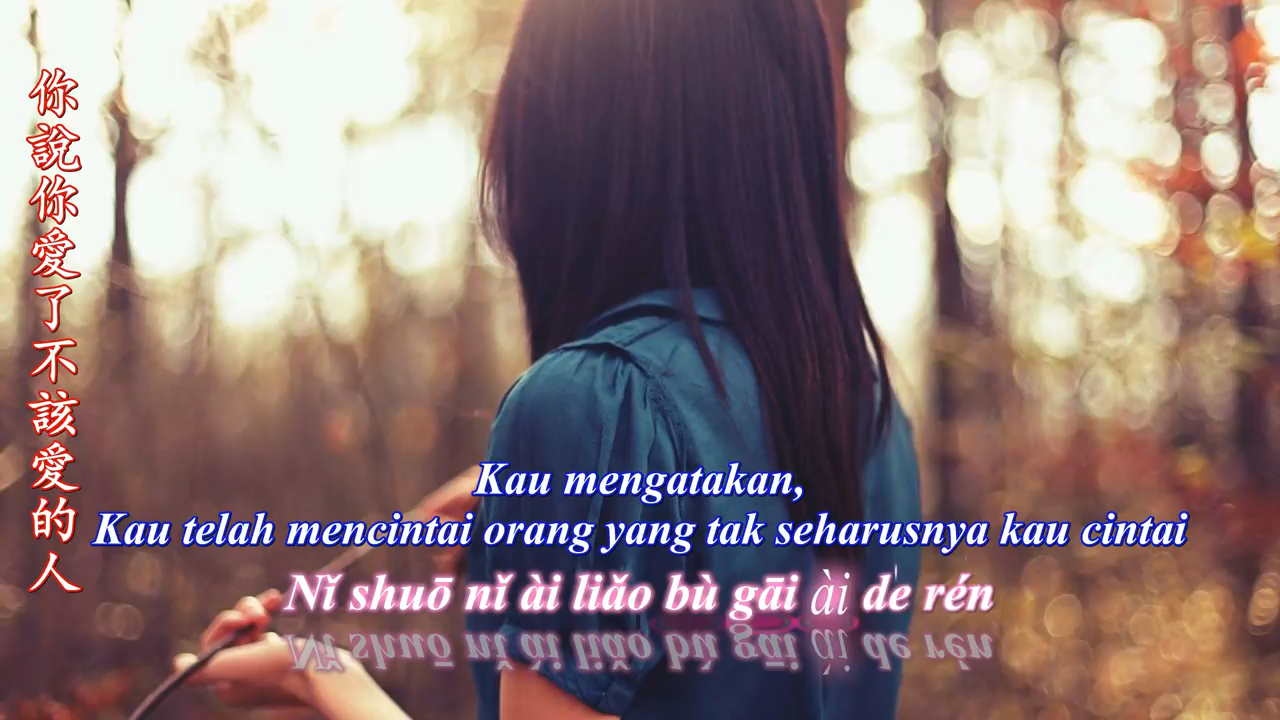 你說你愛了不該愛的人
Kau mengatakan,
Kau telah mencintai orang yang tak seharusnya kau cintai
Nǐ shuō nǐ ài liǎo bù gāi ài de rén